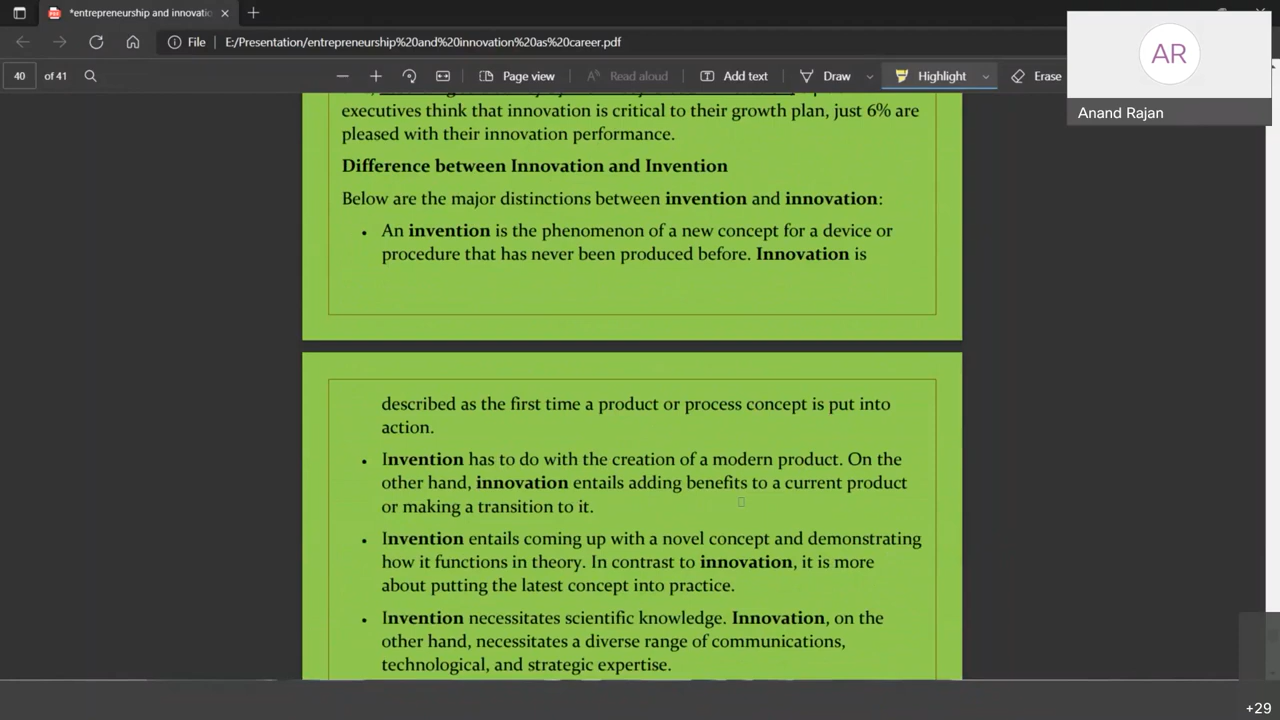 *entrepreneurship and innovatio
File E:/Presentation/entrepreneurship%20and%20innovation%20as%20career.pdf
40 of 41 Page view Read aloud Add text Draw Highlight Erase
AR
Anand Rajan
executives think that innovation is critical to their growth plan, just 6% are
pleased with their innovation performance.
Difference between Innovation and Invention
Below are the major distinctions between invention and innovation:
• An invention is the phenomenon of a new concept for a device or
procedure that has never been produced before. Innovation is
described as the first time a product or process concept is put into
action.
• Invention has to do with the creation of a modern product. On the
other hand, innovation entails adding benefits to a current product
or making a transition to it.
• Invention entails coming up with a novel concept and demonstrating
how it functions in theory. In contrast to innovation, it is more
about putting the latest concept into practice.
• Invention necessitates scientific knowledge. Innovation, on the
other hand, necessitates a diverse range of communications,
technological, and strategic expertise.
+29